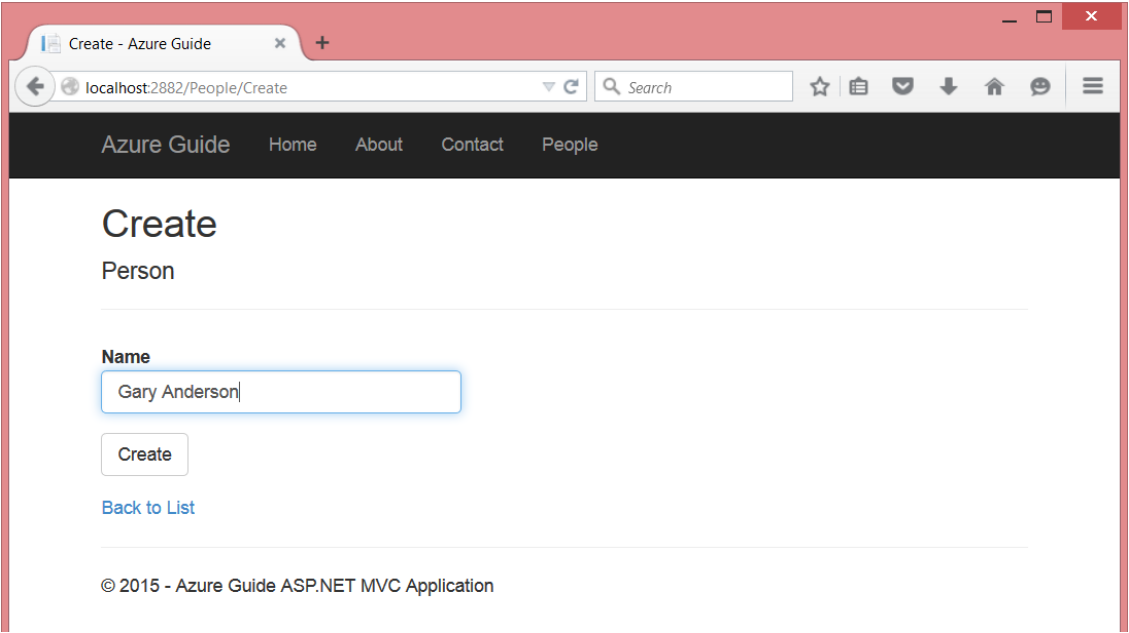 Create - Azure Guide
localhost:2882/People/Create
Search
Azure Guide Home About Contact People
Create
Person
Name
Gary Anderson
Create
Back to List
© 2015 - Azure Guide ASP.NET MVC Application